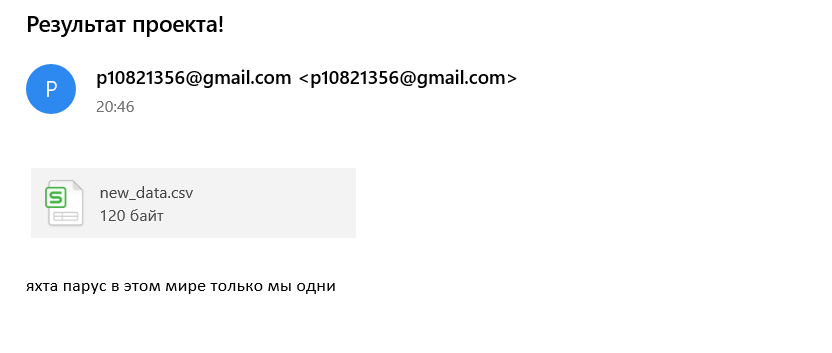 Результат проекта!
P
p10821356@gmail.com <p10821356@gmail.com>
20:46
S
new_data.csv
120 байт
яхта парус в этом мире только мы одни